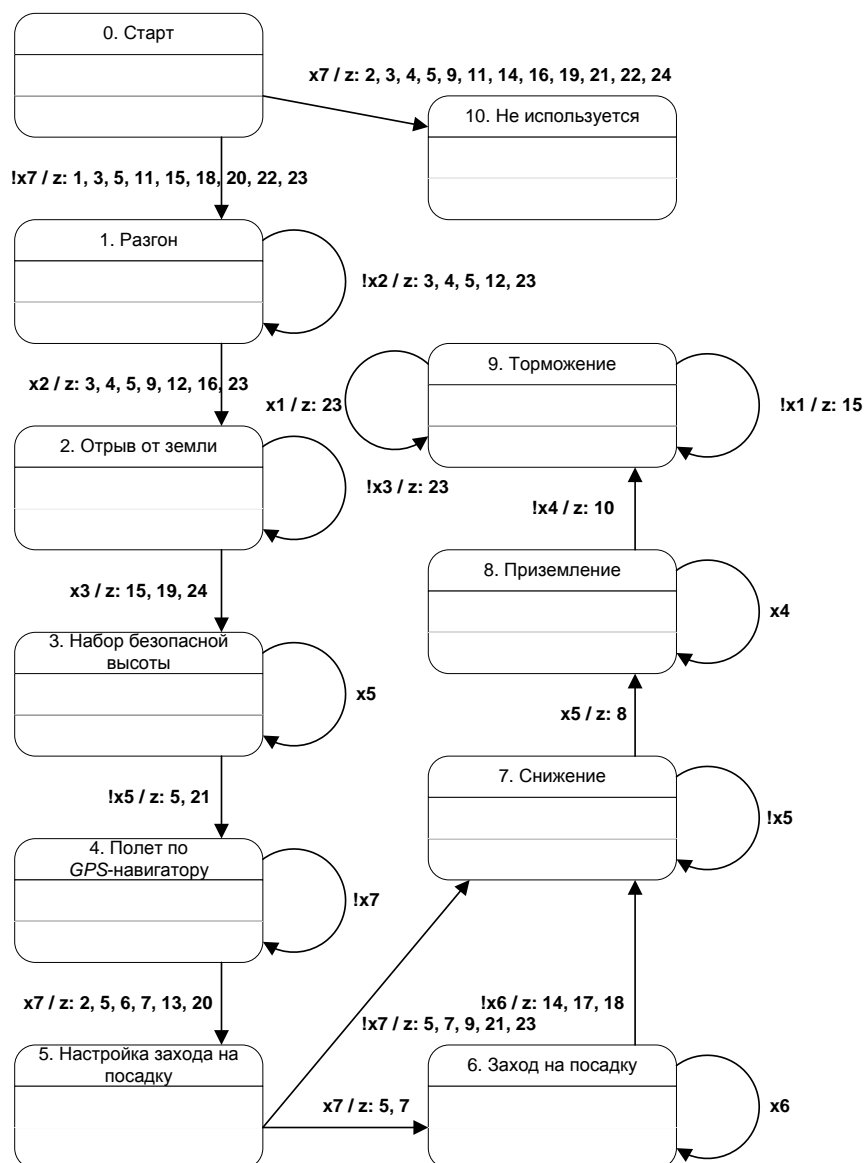 0. Старт
x7 / z: 2, 3, 4, 5, 9, 11, 14, 16, 19, 21, 22, 24
10. Не используется
!x7 / z: 1, 3, 5, 11, 15, 18, 20, 22, 23
1. Разгон
!x2 / z: 3, 4, 5, 12, 23
x2 / z: 3, 4, 5, 9, 12, 16, 23
9. Торможение
x1 / z: 23
!x1 / z: 15
2. Отрыв от земли
!x3 / z: 23
!x4 / z: 10
x3 / z: 15, 19, 24
8. Приземление
x4
3. Набор безопасной
высоты
x5
x5 / z: 8
!x5 / z: 5, 21
7. Снижение
!x5
4. Полет по
GPS-навигатору
!x7
x7 / z: 2, 5, 6, 7, 13, 20
!x6 / z: 14, 17, 18
!x7 / z: 5, 7, 9, 21, 23
5. Настройка захода на
посадку
6. Заход на посадку
x7 / z: 5, 7
x6